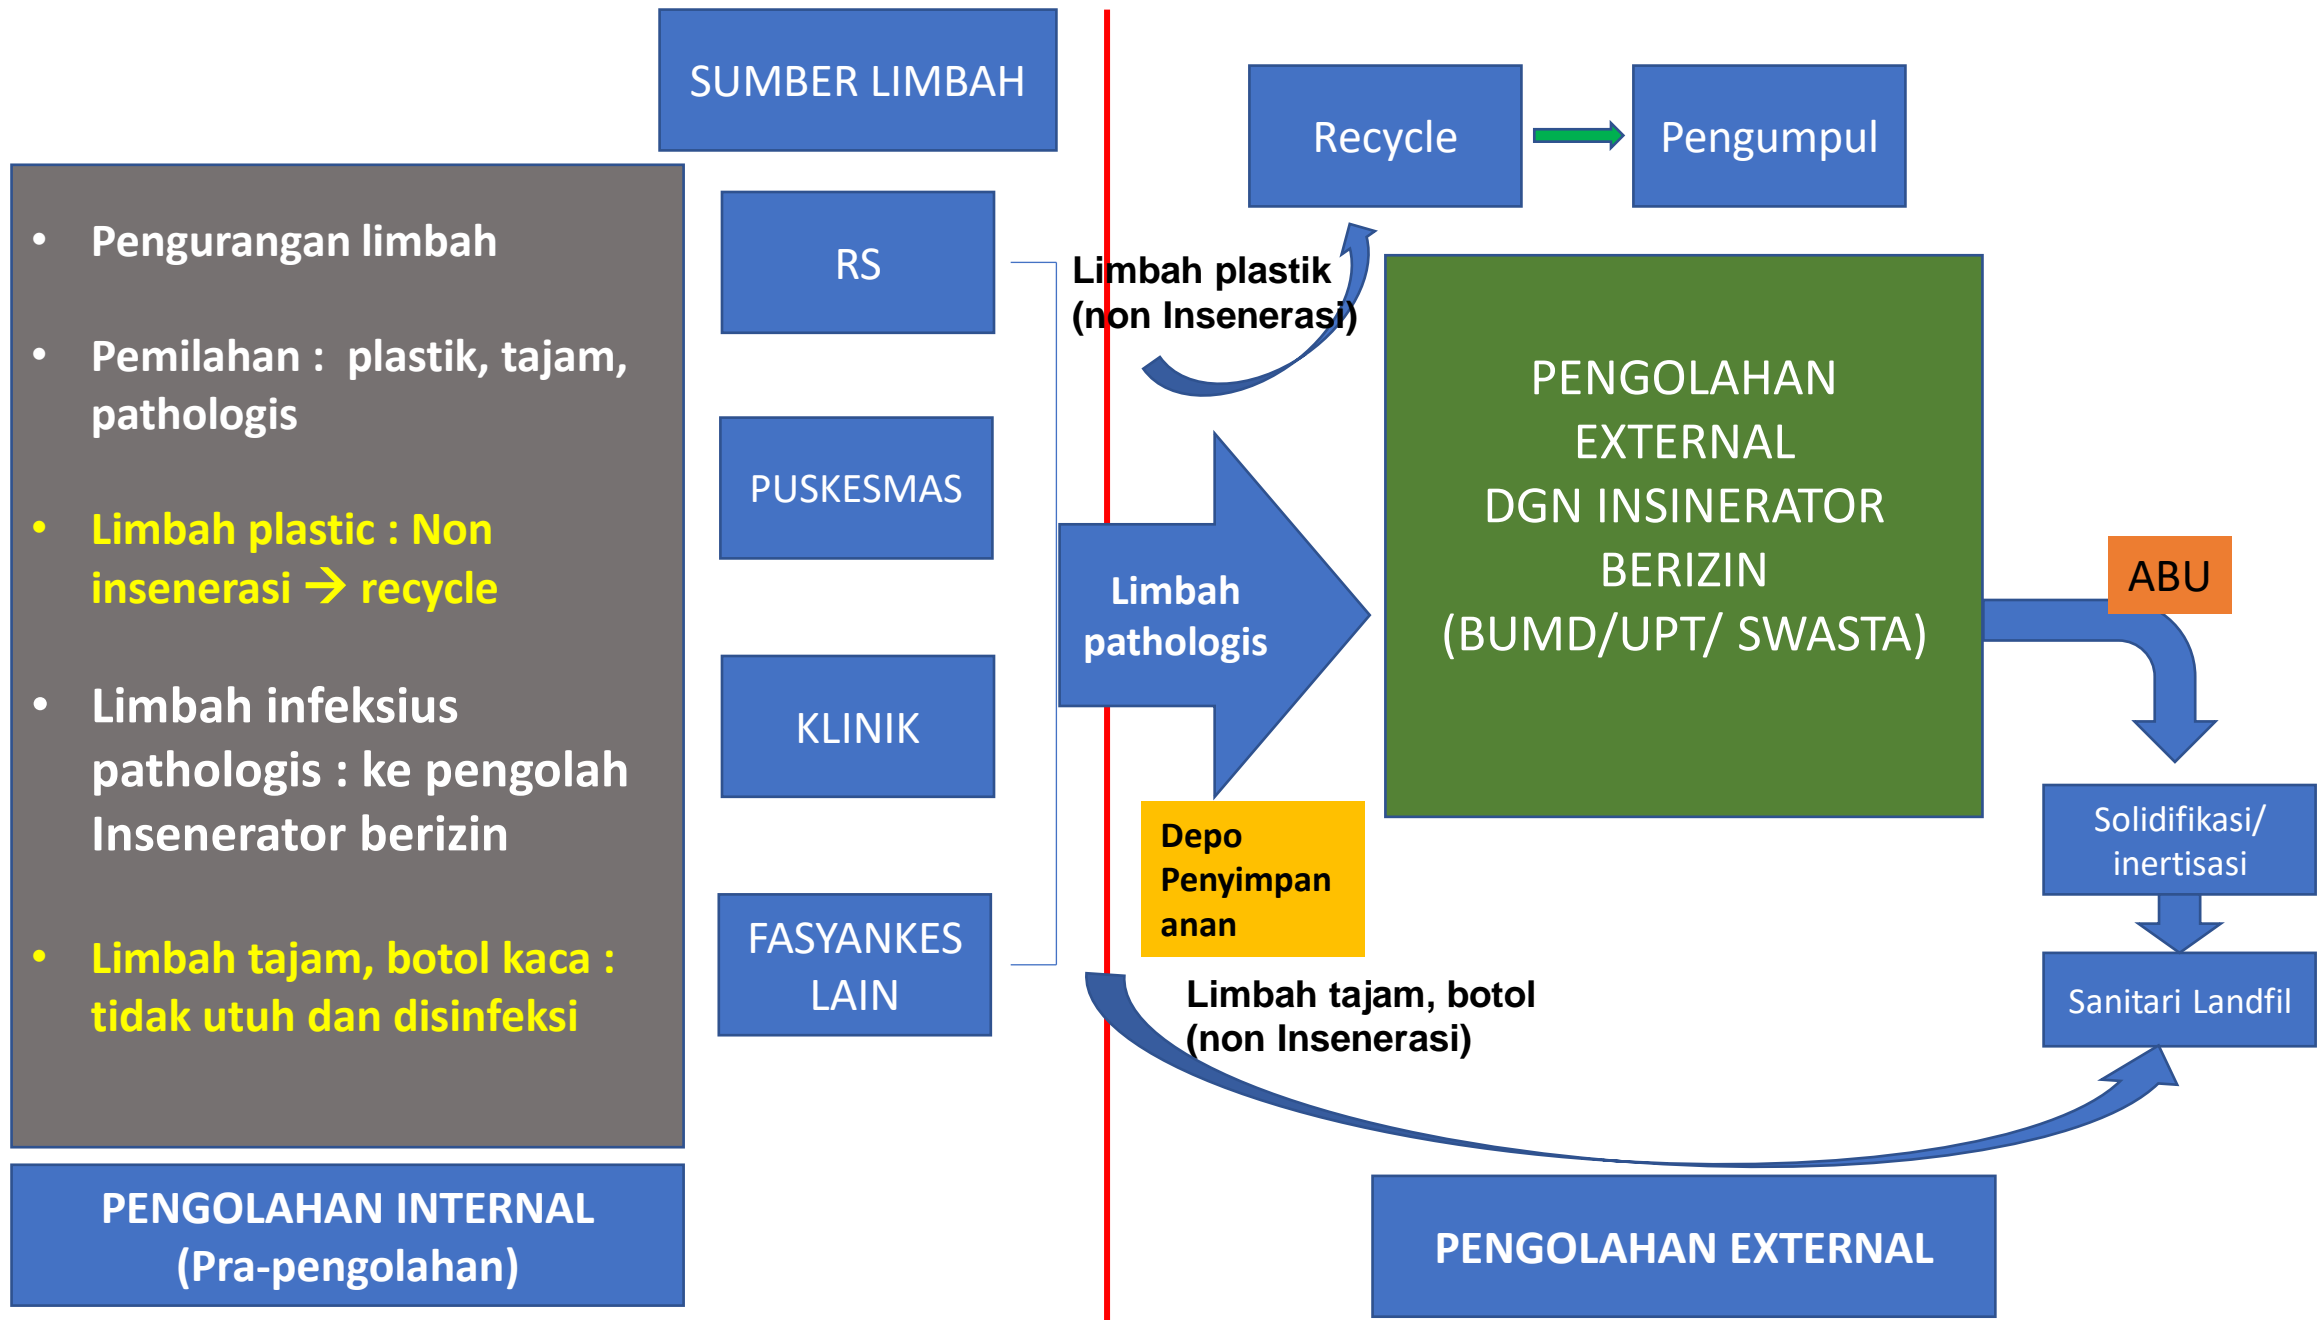 SUMBER LIMBAH
• Pengurangan limbah
• Pemilahan : plastik, tajam,
pathologis
• Limbah plastic : Non
insenerasi → recycle
• Limbah infeksius
pathologis : ke pengolah
Insenerator berizin
• Limbah tajam, botol kaca :
tidak utuh dan disinfeksi
PENGOLAHAN INTERNAL
(Pra-pengolahan)
RS
PUSKESMAS
KLINIK
FASYANKES
LAIN
Recycle
Pengumpul
Limbah plastik
(non Insenerasi)
Limbah
pathologis
PENGOLAHAN
EXTERNAL
DGN INSINERATOR
BERIZIN
(BUMD/UPT/ SWASTA)
ABU
Depo
Penyimpan
anan
Solidifikasi/
inertisasi
Sanitari Landfil
Limbah tajam, botol
(non Insenerasi)
PENGOLAHAN EXTERNAL